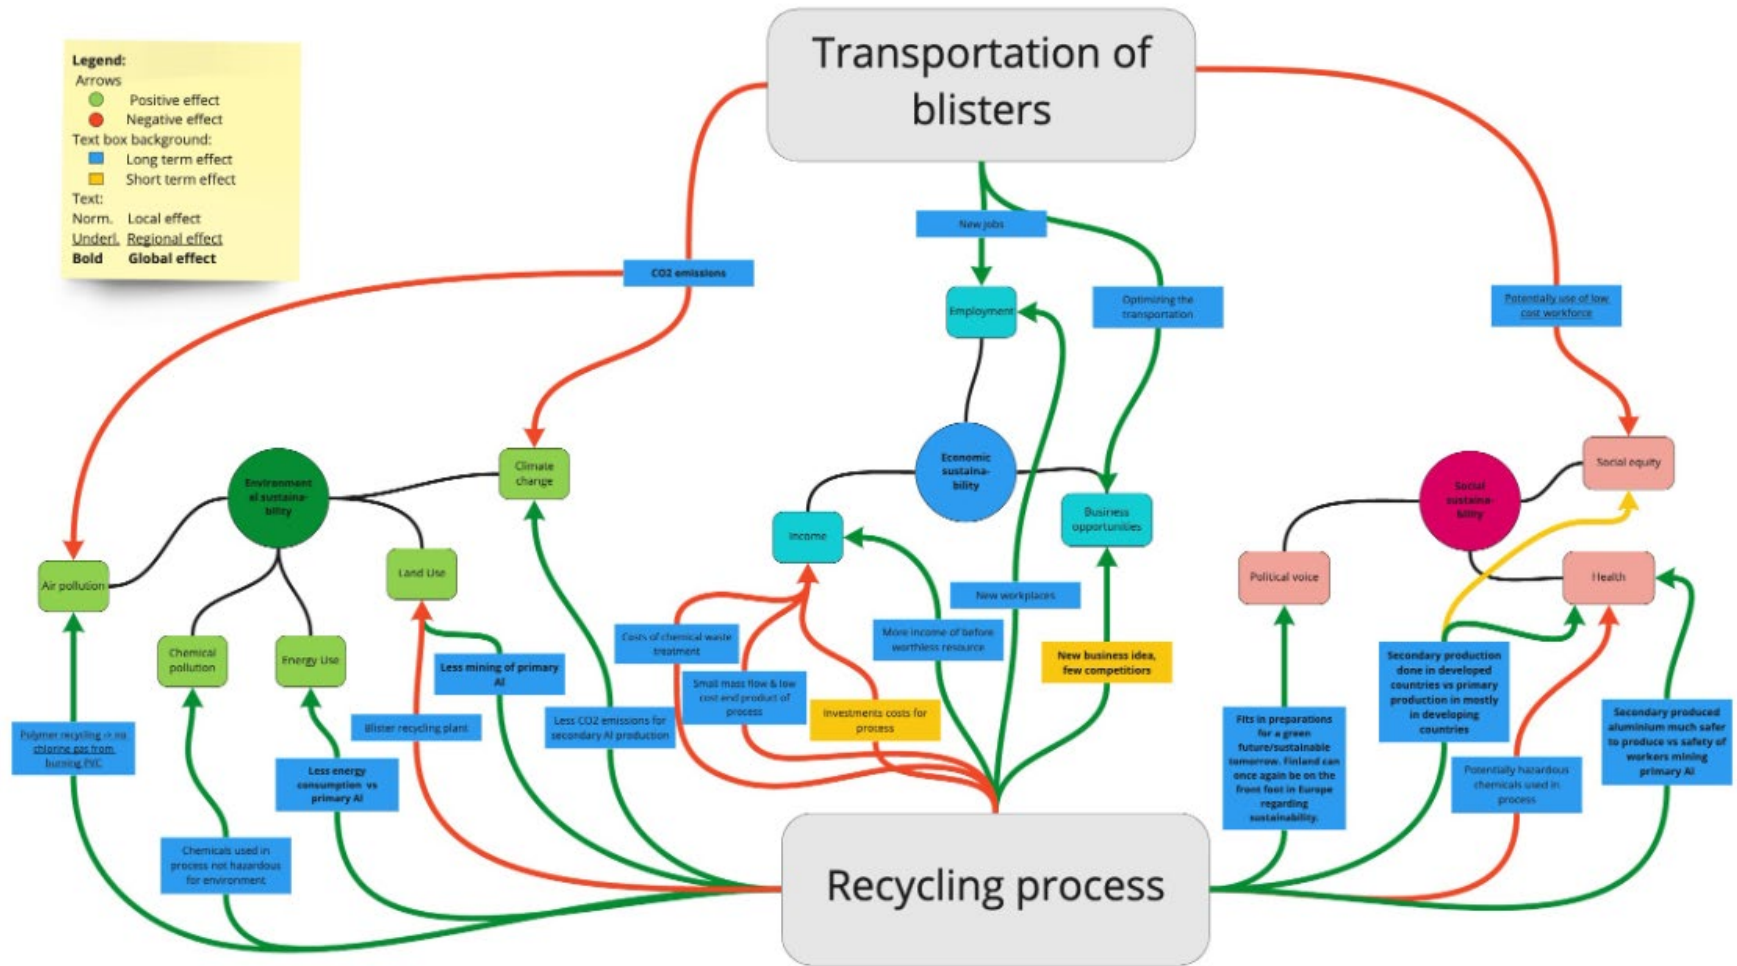 Transportation of
blisters
Legend:
Arrows
Positive effect
Negative effect
Text box background:
Long term effect
Short term effect
Text:
Norm. Local effect
Underl. Regional effect
Bold Global effect
New jobs
CO2 emissions
Employment
Optimizing the
transportation
Potentially use of low
cost workforce
Climate
change
Environment
al sustaina-
bility
Economic
sustaina-
bility
Social
sustaina-
bility
Social equity
Income
Business
opportunities
Air pollution
Land Use
Political voice
Health
Chemical
pollution
Energy Use
New workplaces
Costs of chemical waste
treatment
More income of before
worthless resource
New business idea,
few competitiors
Less mining of primary
Al
Small mass flow & low
cost end product of
process
Secondary production
done in developed
countries vs primary
production in mostly
in developing
countries
Blister recycling plant
Less CO2 emissions for
secondary Al production
Investments costs for
process
Polymer recycling -> no
chlorine gas from
burning PVC
Fits in preparations
for a green
future/sustainable
tomorrow. Finland can
once again be on the
front foot in Europe
regarding
sustainability.
Secondary produced
aluminium much safer
to produce vs safety of
workers mining
primary Al
Less energy
consumption vs
primary Al
Potentially hazardous
chemicals used in
process
Chemicals used in
process not hazardous
for environment
Recycling process